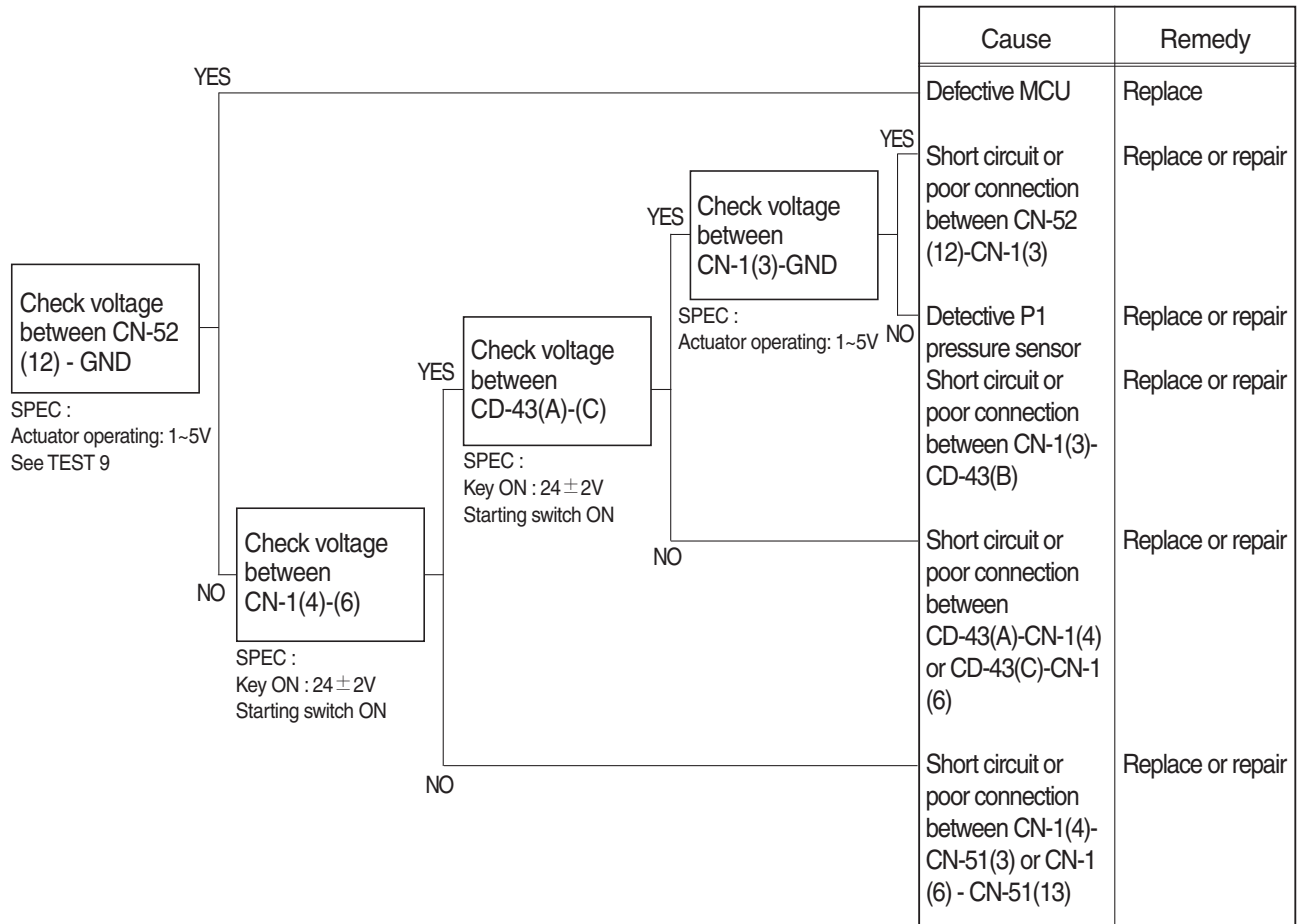 Cause
Remedy
YES
Defective MCU
Replace
YES
Short circuit or
poor connection
between CN-52
(12)-CN-1(3)
Replace or repair
YES
Check voltage
between
CN-1(3)-GND
SPEC :
Actuator operating: 1~5V
NO
Detective P1
pressure sensor
Replace or repair
Short circuit or
poor connection
between CN-1(3)-
CD-43(B)
Replace or repair
Check voltage
between CN-52
(12) - GND
SPEC :
Actuator operating: 1~5V
See TEST 9
YES
Check voltage
between
CD-43(A)-(C)
SPEC :
Key ON : 24±2V
Starting switch ON
NO
Short circuit or
poor connection
between
CD-43(A)-CN-1(4)
or CD-43(C)-CN-1
(6)
Replace or repair
NO
Check voltage
between
CN-1(4)-(6)
SPEC :
Key ON : 24±2V
Starting switch ON
NO
Short circuit or
poor connection
between CN-1(4)-
CN-51(3) or CN-1
(6) - CN-51(13)
Replace or repair